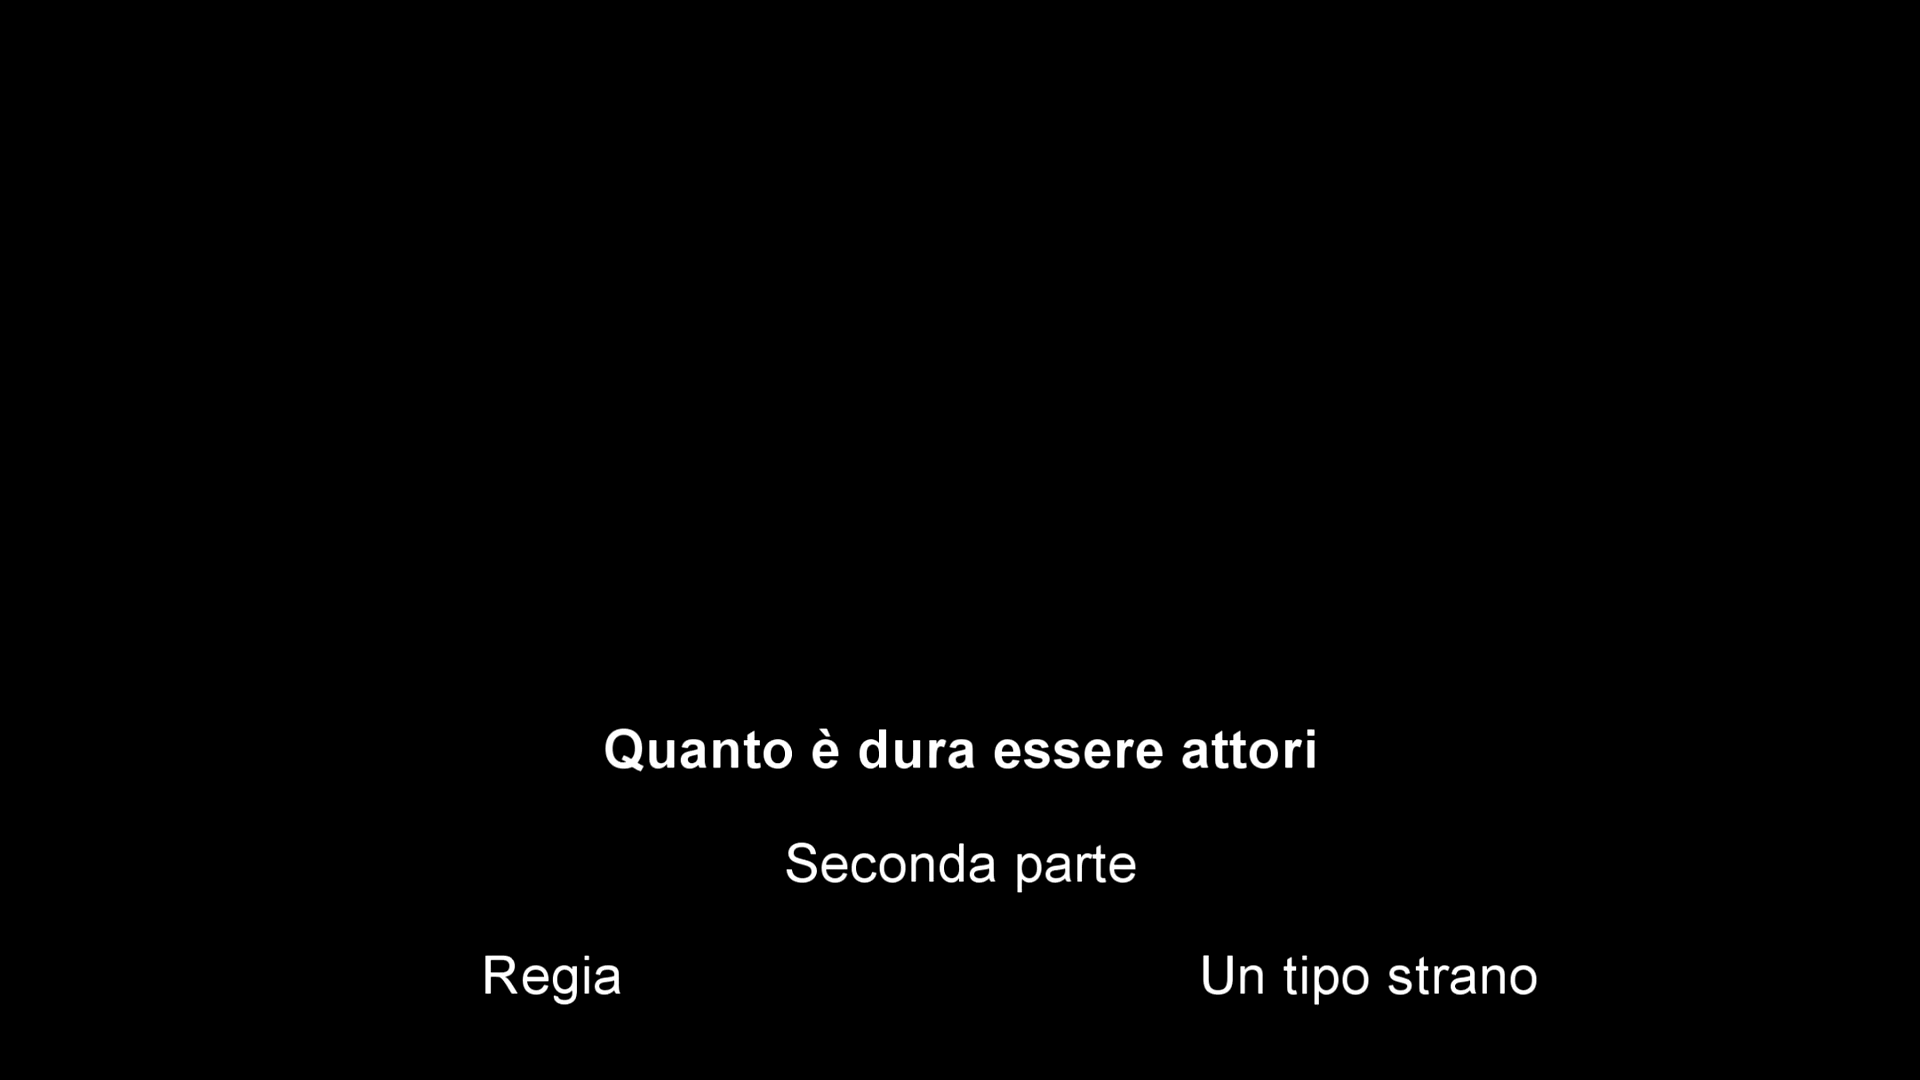 Quanto è dura essere attori
Seconda parte
Regia Un tipo strano